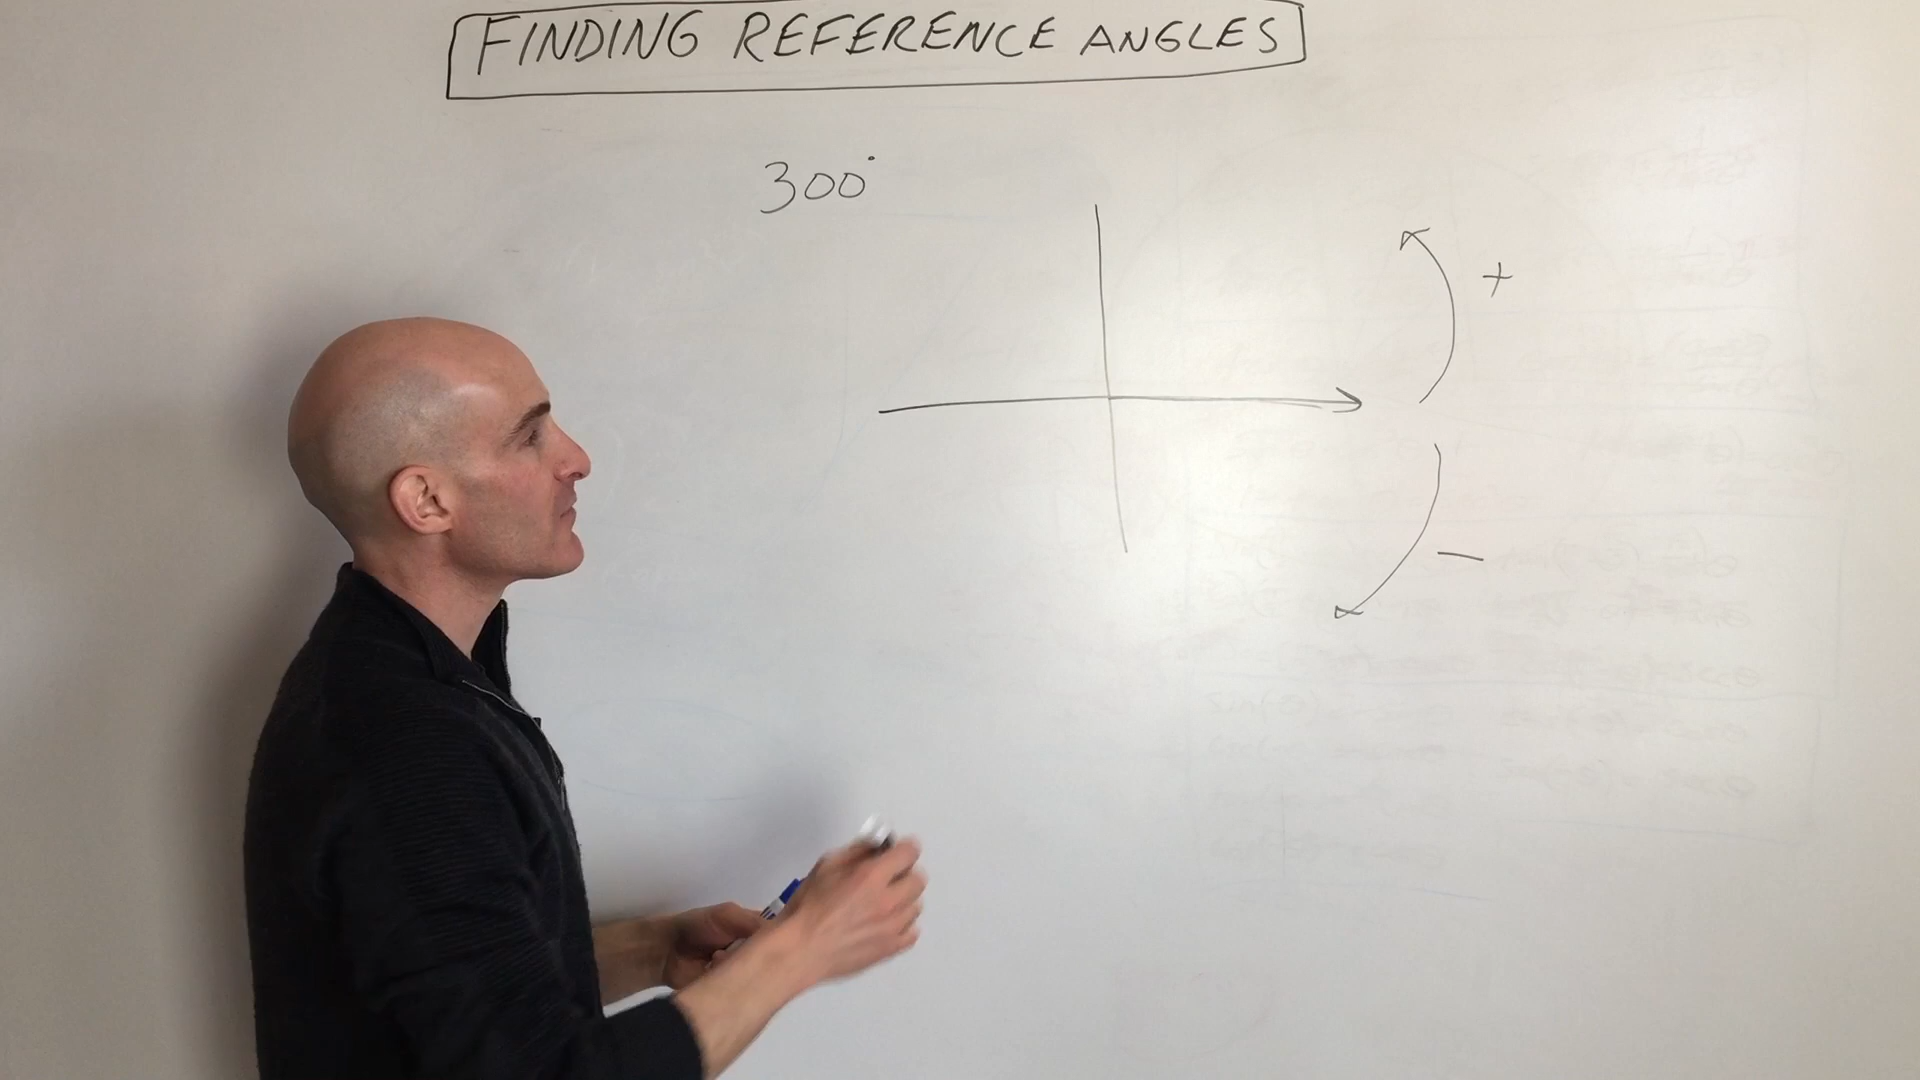 FINDING REFERENCE ANGLES
300°
+
−